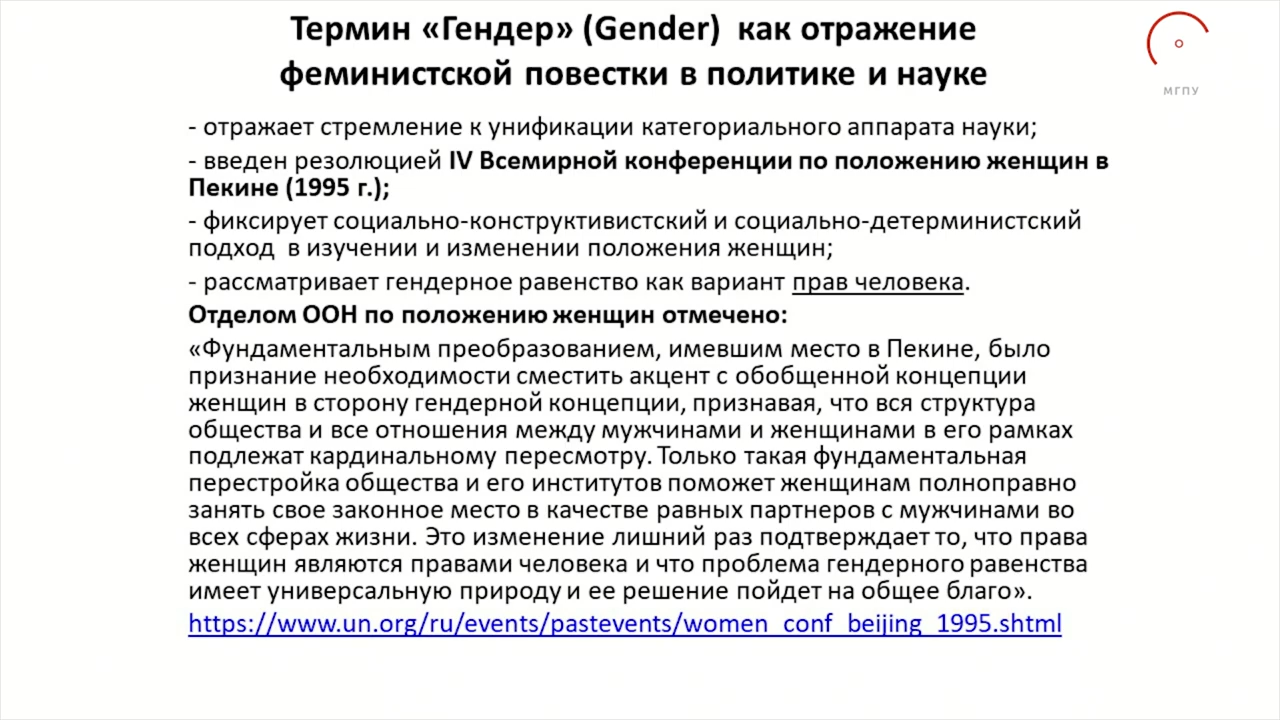 Термин «Гендер» (Gender) как отражение
феминистской повестки в политике и науке
МГПУ
- отражает стремление к унификации категориального аппарата науки;
- введен резолюцией IV Всемирной конференции по положению женщин в
Пекине (1995 г.);
- фиксирует социально-конструктивистский и социально-детерминистский
подход в изучении и изменении положения женщин;
- рассматривает гендерное равенство как вариант прав человека.
Отделом ООН по положению женщин отмечено:
«Фундаментальным преобразованием, имевшим место в Пекине, было
признание необходимости сместить акцент с обобщенной концепции
женщин в сторону гендерной концепции, признавая, что вся структура
общества и все отношения между мужчинами и женщинами в его рамках
подлежат кардинальному пересмотру. Только такая фундаментальная
перестройка общества и его институтов поможет женщинам полноправно
занять свое законное место в качестве равных партнеров с мужчинами во
всех сферах жизни. Это изменение лишний раз подтверждает то, что права
женщин являются правами человека и что проблема гендерного равенства
имеет универсальную природу и ее решение пойдет на общее благо».
https://www.un.org/ru/events/pastevents/women_conf_beijing_1995.shtml